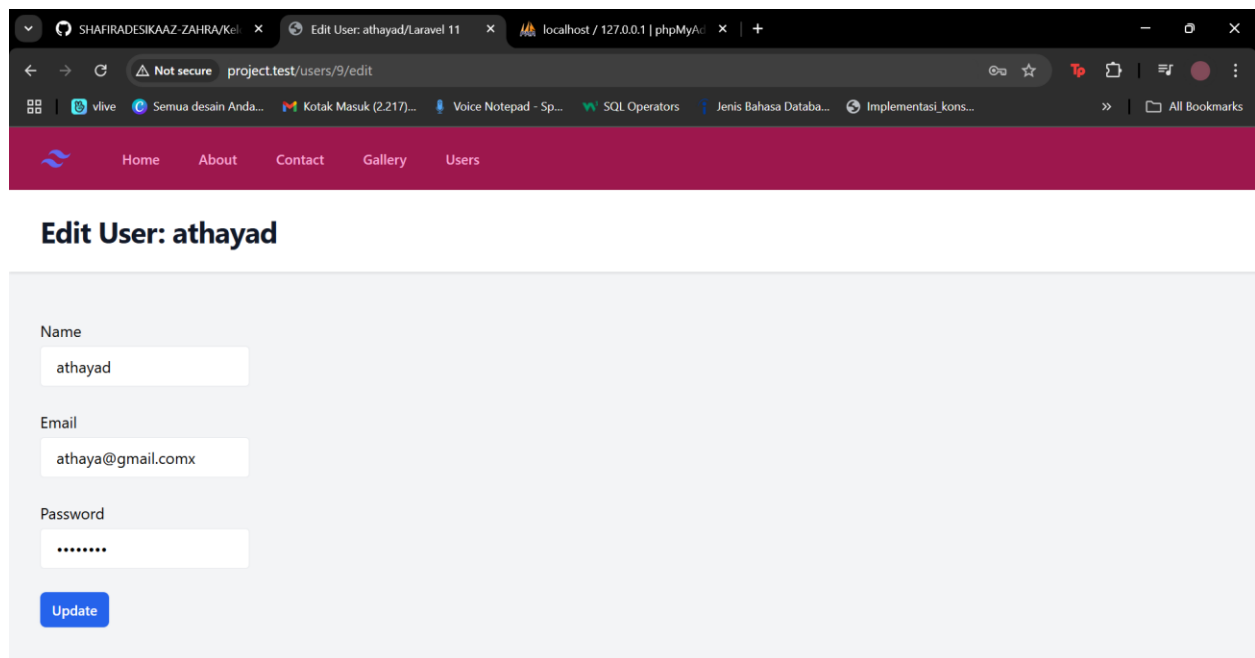 SHAFIRADESIKAAZ-ZAHRA/Kel
Edit User: athayad/Laravel 11
localhost / 127.0.0.1 | phpMyAd
Not secure project.test/users/9/edit
Tp
vlive
Semua desain Anda...
Kotak Masuk (2.217)...
Voice Notepad - Sp...
SQL Operators
Jenis Bahasa Databa...
Implementasi_kons...
»
All Bookmarks
Home About Contact Gallery Users
Edit User: athayad
Name
athayad
Email
athaya@gmail.comx
Password
••••••••
Update